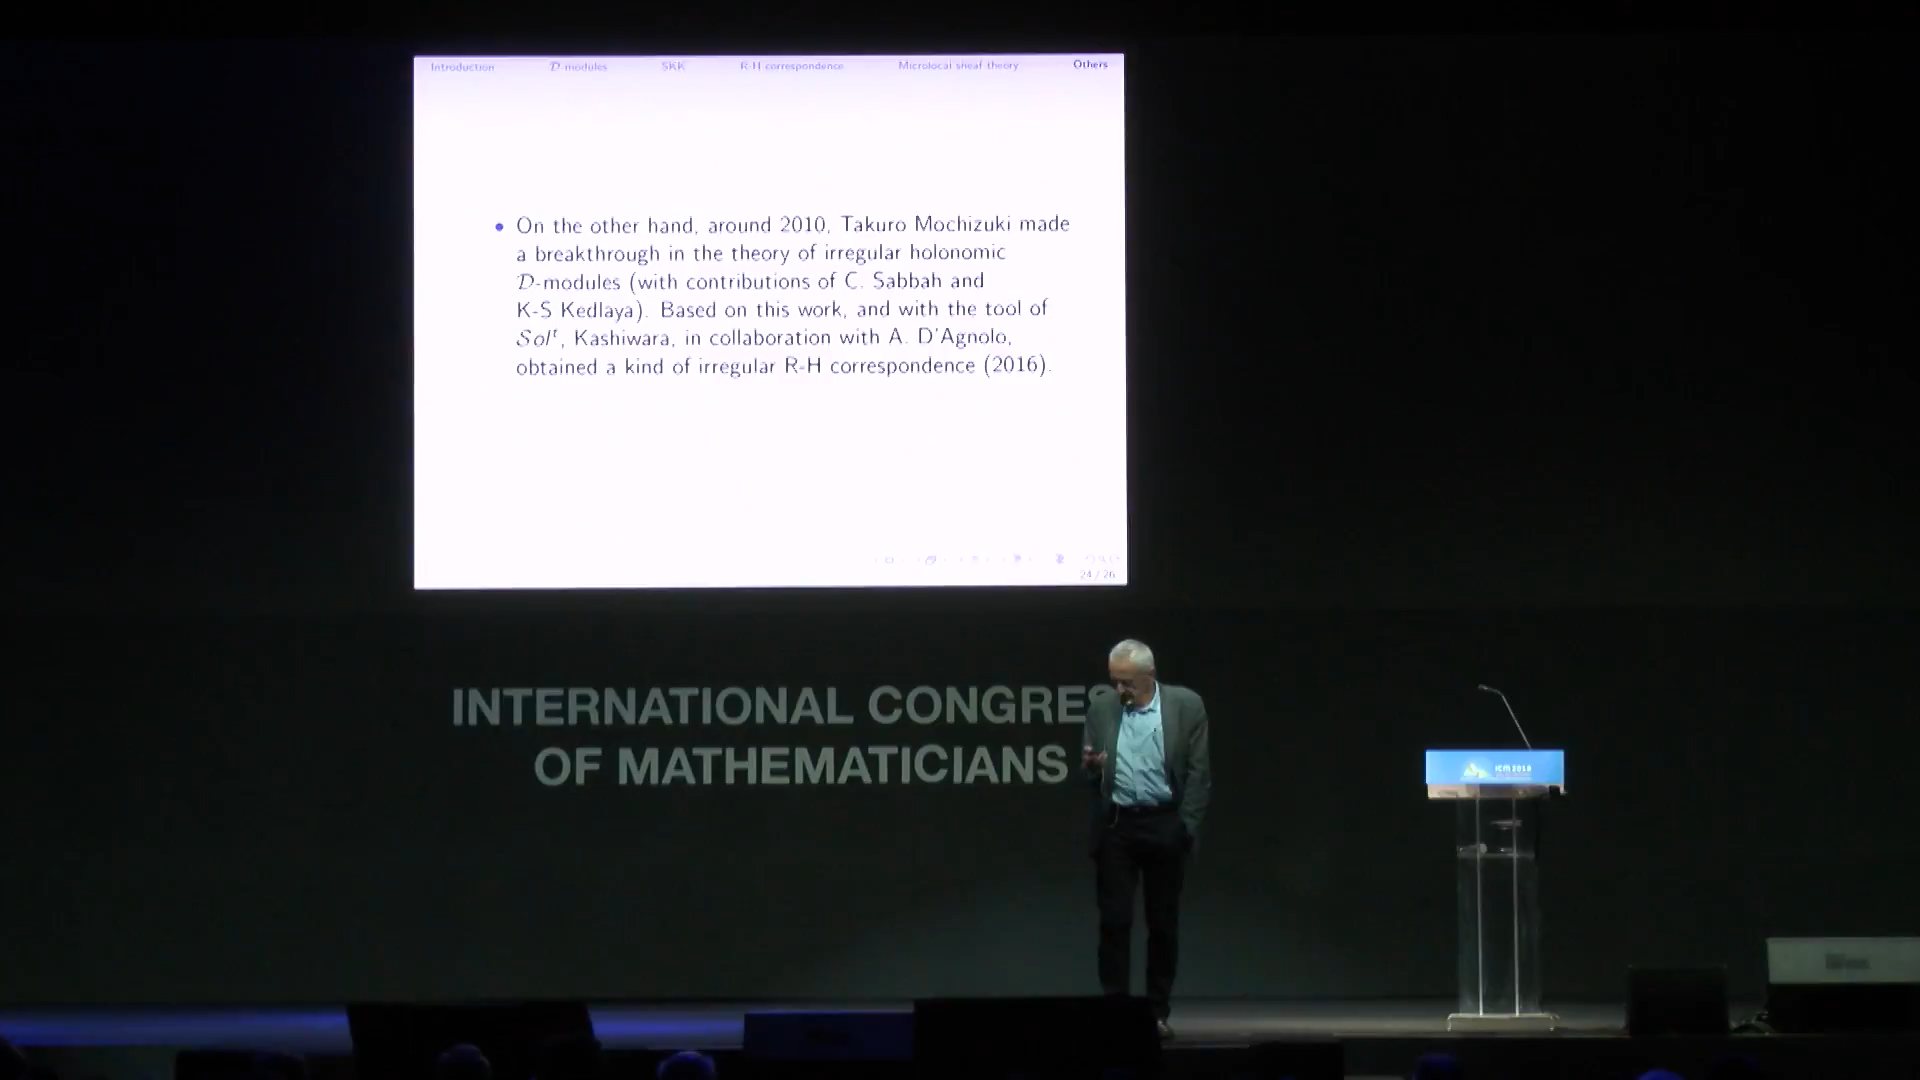 Introduction D-modules SKK R-H correspondence Microlocal sheaf theory Others
• On the other hand, around 2010, Takuro Mochizuki made
a breakthrough in the theory of irregular holonomic
D-modules (with contributions of C. Sabbah and
K-S Kedlaya). Based on this work, and with the tool of
Solᵗ, Kashiwara, in collaboration with A. D'Agnolo,
obtained a kind of irregular R-H correspondence (2016).
24 / 26
INTERNATIONAL CONGRES
OF MATHEMATICIANS
ICM 2018